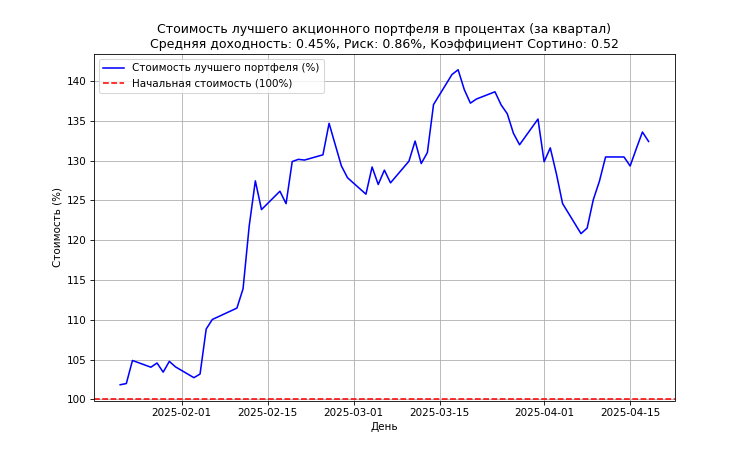 Стоимость лучшего акционного портфеля в процентах (за квартал)
Средняя доходность: 0.45%, Риск: 0.86%, Коэффициент Сортино: 0.52
Стоимость лучшего портфеля (%)
Начальная стоимость (100%)
Стоимость (%)
140
135
130
125
120
115
110
105
100
2025-02-01
2025-02-15
2025-03-01
2025-03-15
2025-04-01
2025-04-15
День